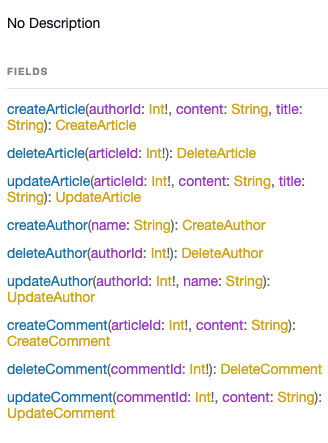 No Description
FIELDS
createArticle(authorId: Int!, content: String, title:
String): CreateArticle
deleteArticle(articleId: Int!): DeleteArticle
updateArticle(articleId: Int!, content: String, title:
String): UpdateArticle
createAuthor(name: String): CreateAuthor
deleteAuthor(authorId: Int!): DeleteAuthor
updateAuthor(authorId: Int!, name: String):
UpdateAuthor
createComment(articleId: Int!, content: String):
CreateComment
deleteComment(commentId: Int!): DeleteComment
updateComment(commentId: Int!, content: String):
UpdateComment